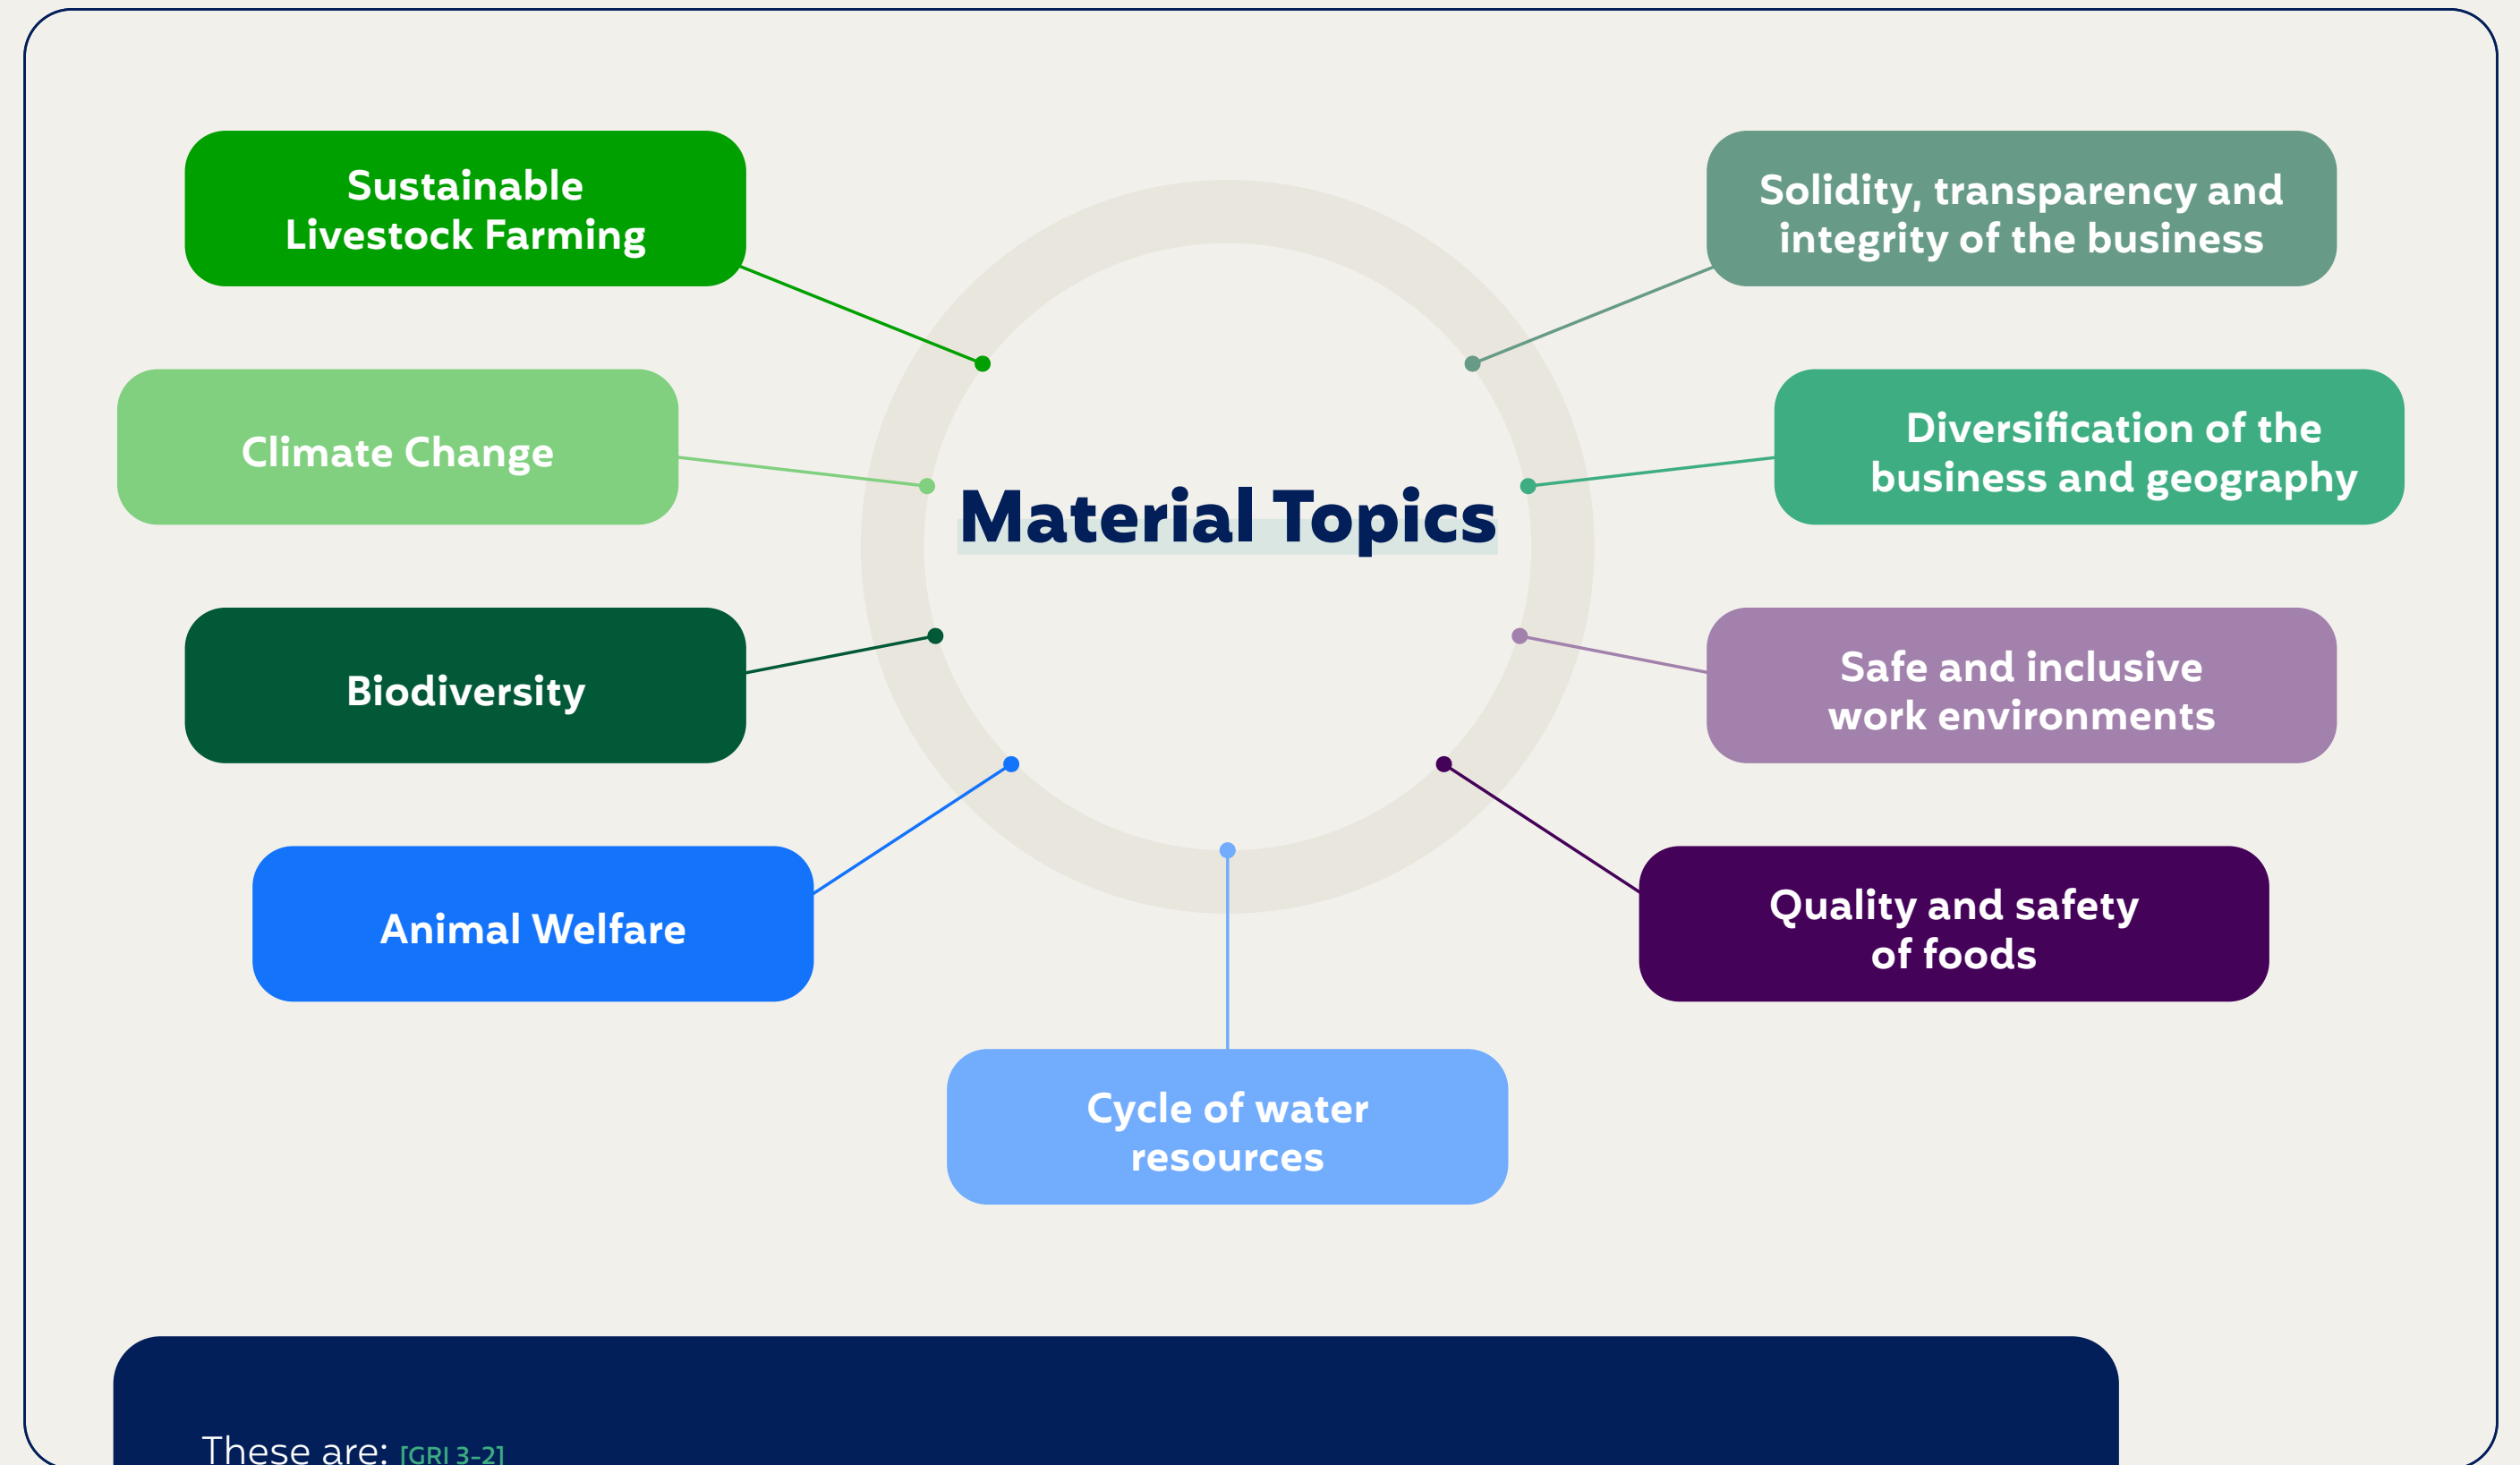 Sustainable
Livestock Farming
Climate Change
Biodiversity
Animal Welfare
Material Topics
Cycle of water
resources
Solidity, transparency and
integrity of the business
Diversification of the
business and geography
Safe and inclusive
work environments
Quality and safety
of foods
These are: [GRI 3-2]